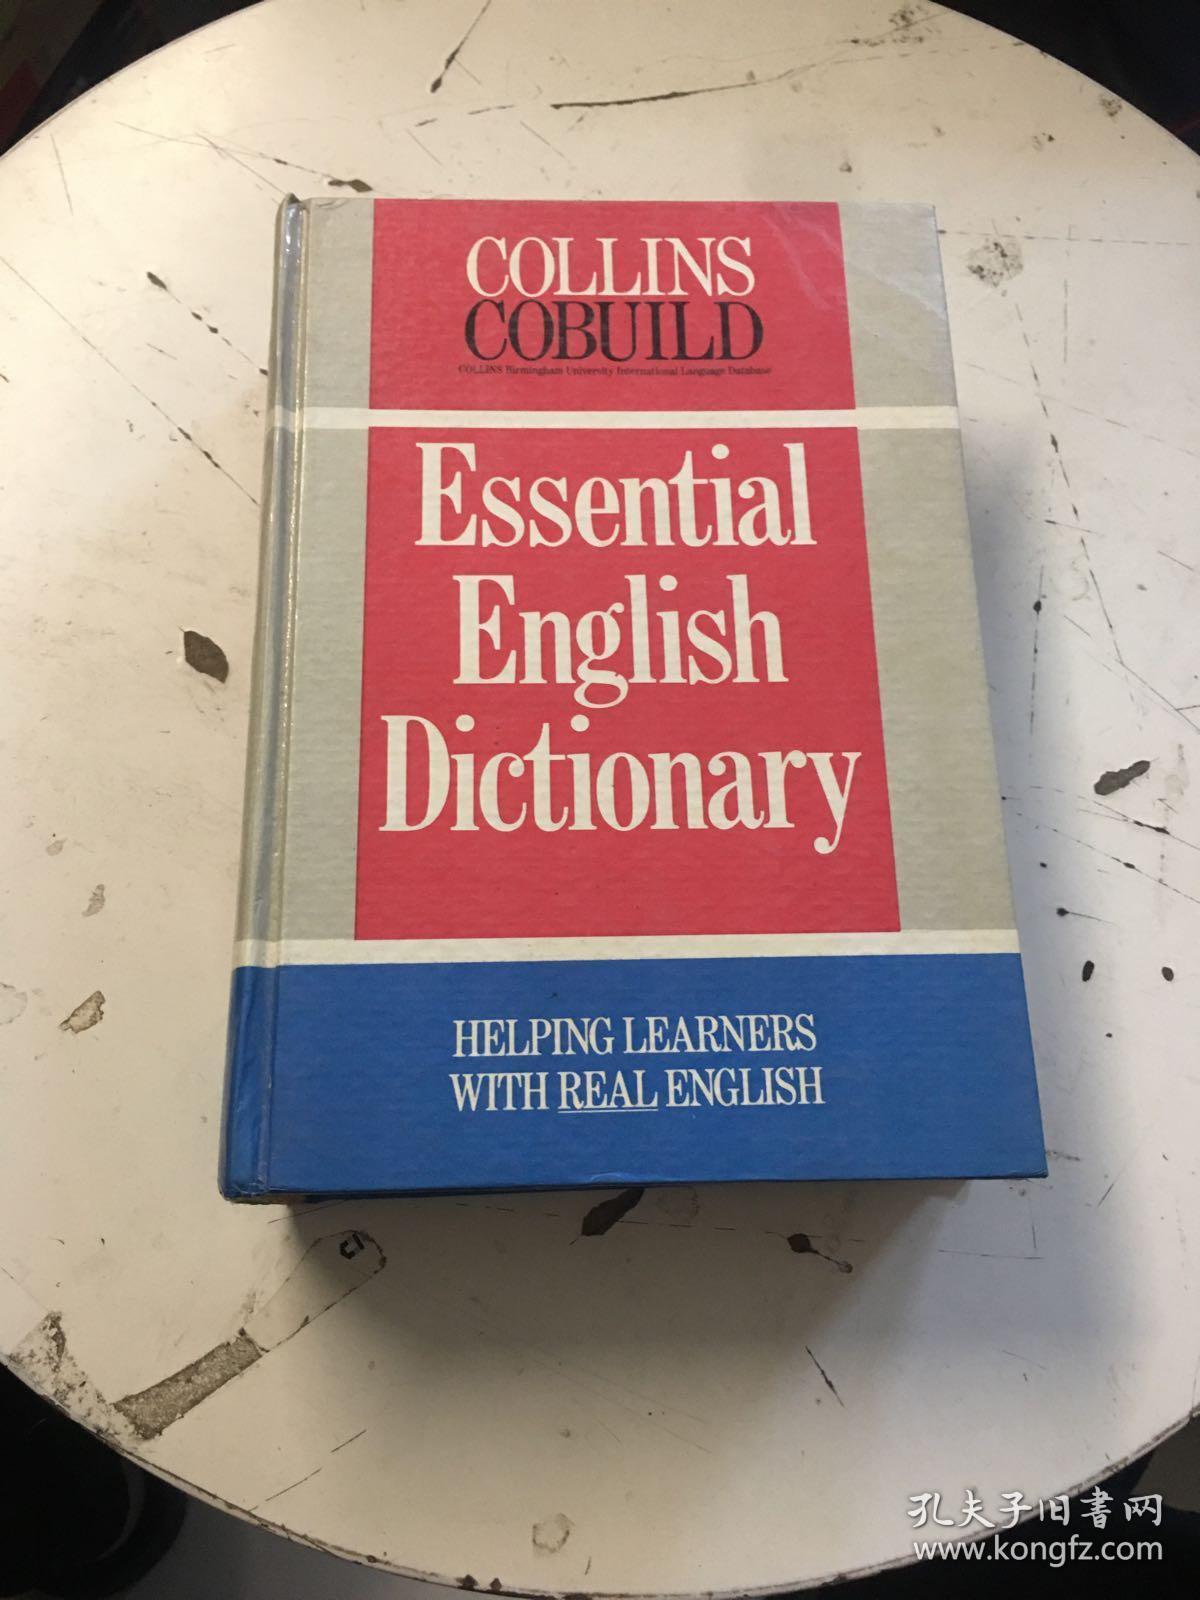 COLLINS
COBUILD
COLLINS Birmingham University International Language Database
Essential
English
Dictionary
HELPING LEARNERS
WITH REAL ENGLISH
孔夫子旧書网
www.kongfz.com